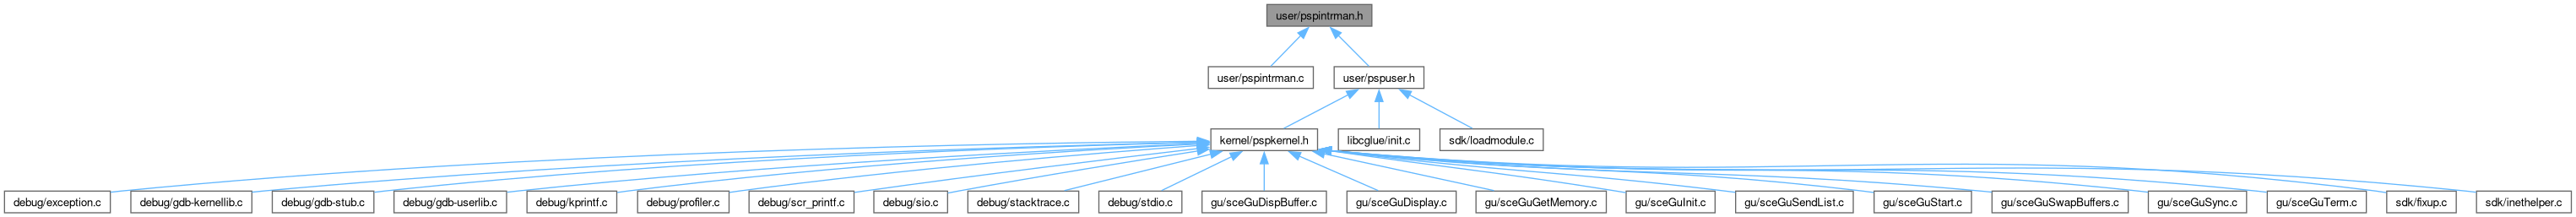 user/pspintrman.h
user/pspintrman.c
user/pspuser.h
kernel/pspkernel.h
libcglue/init.c
sdk/loadmodule.c
debug/exception.c
debug/gdb-kernellib.c
debug/gdb-stub.c
debug/gdb-userlib.c
debug/kprintf.c
debug/profiler.c
debug/scr_printf.c
debug/sio.c
debug/stacktrace.c
debug/stdio.c
gu/sceGuDispBuffer.c
gu/sceGuDisplay.c
gu/sceGuGetMemory.c
gu/sceGuInit.c
gu/sceGuSendList.c
gu/sceGuStart.c
gu/sceGuSwapBuffers.c
gu/sceGuSync.c
gu/sceGuTerm.c
sdk/fixup.c
sdk/inethelper.c